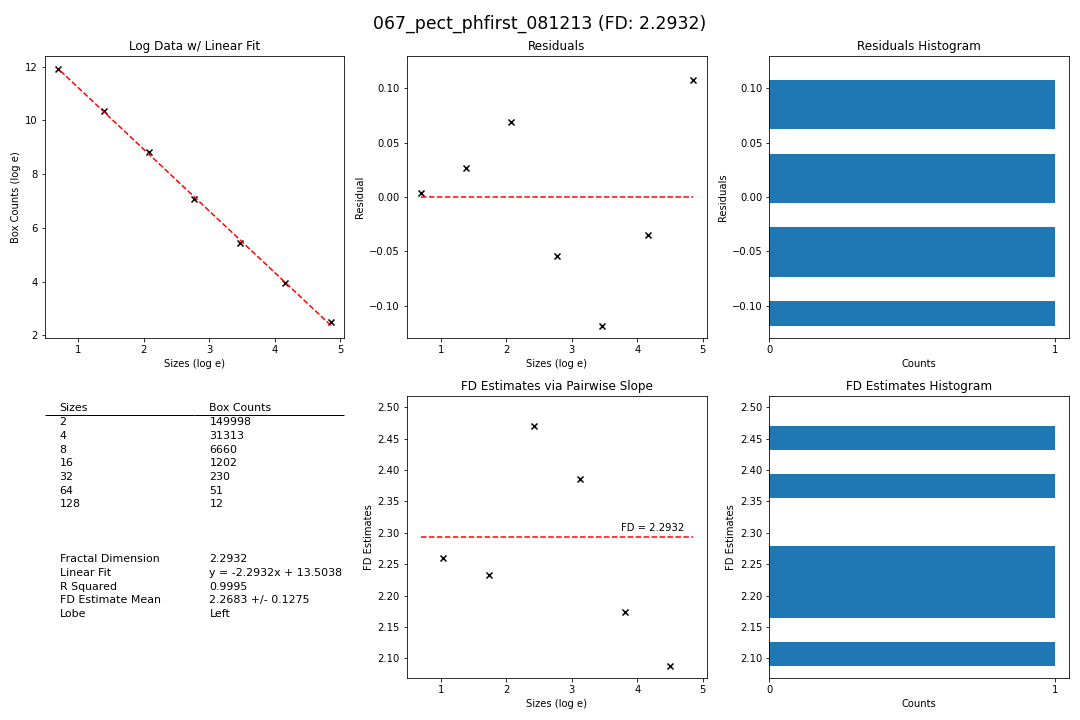 067_pect_phfirst_081213 (FD: 2.2932)
Log Data w/ Linear Fit
12
10
8
6
4
2
Box Counts (log e)
1 2 3 4 5
Sizes (log e)
Residuals
0.10
0.05
0.00
−0.05
−0.10
Residual
1 2 3 4 5
Sizes (log e)
Residuals Histogram
0.10
0.05
0.00
−0.05
−0.10
Residuals
0 1
Counts
Sizes Box Counts
2 149998
4 31313
8 6660
16 1202
32 230
64 51
128 12
Fractal Dimension 2.2932
Linear Fit y = -2.2932x + 13.5038
R Squared 0.9995
FD Estimate Mean 2.2683 +/- 0.1275
Lobe Left
FD Estimates via Pairwise Slope
2.50
2.45
2.40
2.35
2.30
2.25
2.20
2.15
2.10
FD Estimates
FD = 2.2932
1 2 3 4 5
Sizes (log e)
FD Estimates Histogram
2.50
2.45
2.40
2.35
2.30
2.25
2.20
2.15
2.10
FD Estimates
0 1
Counts